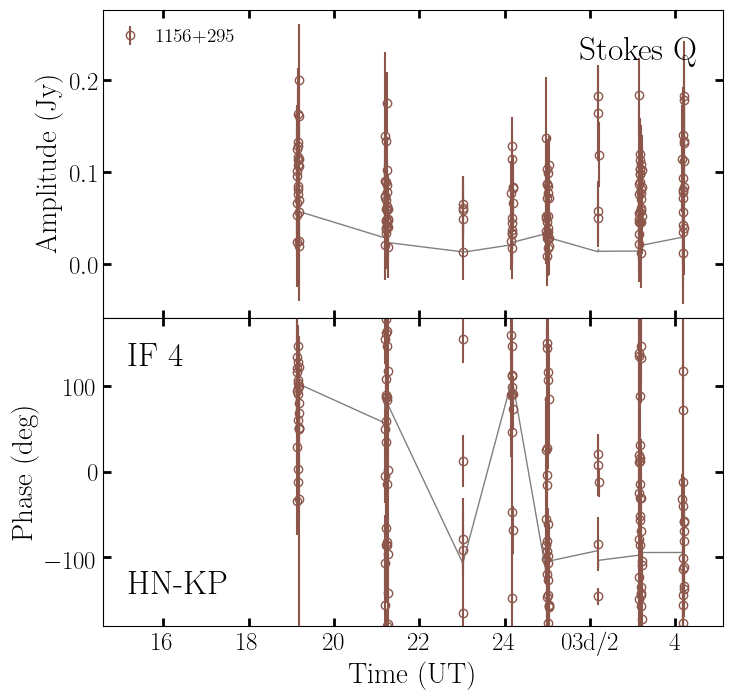 1156+295
Stokes Q
Amplitude (Jy)
0.2
0.1
0.0
IF 4
HN-KP
Phase (deg)
100
0
−100
16 18 20 22 24 03d/2 4
Time (UT)